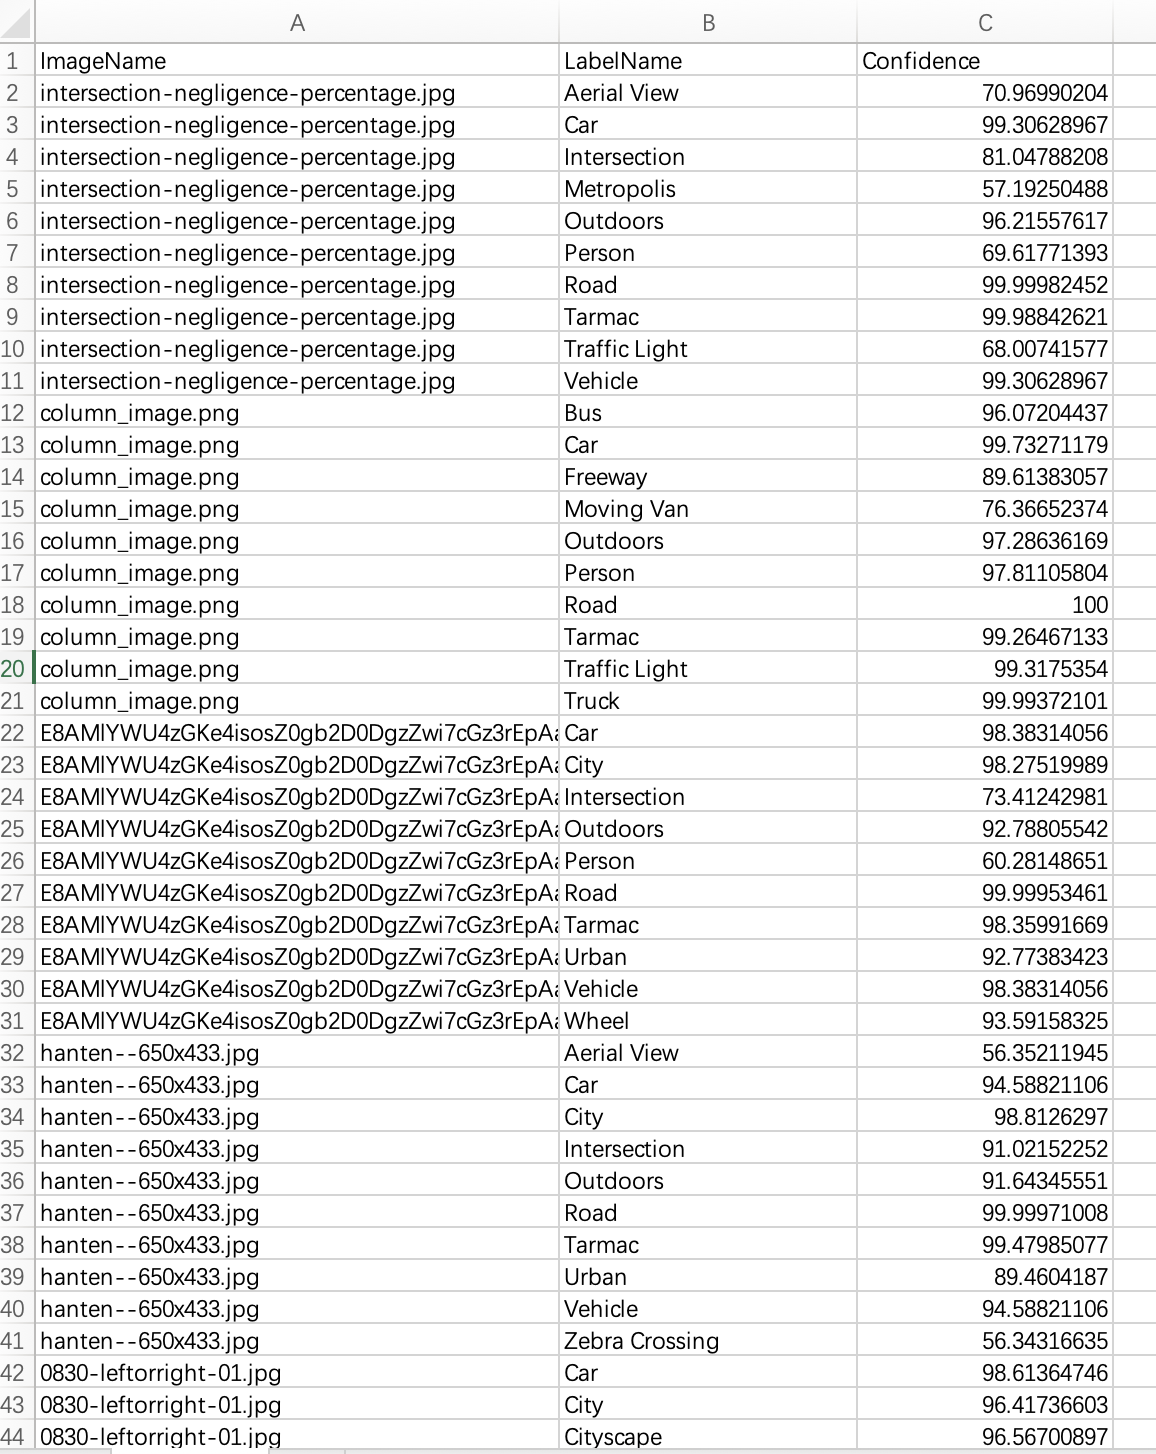 A B C
1 ImageName LabelName Confidence
2 intersection-negligence-percentage.jpg Aerial View 70.96990204
3 intersection-negligence-percentage.jpg Car 99.30628967
4 intersection-negligence-percentage.jpg Intersection 81.04788208
5 intersection-negligence-percentage.jpg Metropolis 57.19250488
6 intersection-negligence-percentage.jpg Outdoors 96.21557617
7 intersection-negligence-percentage.jpg Person 69.61771393
8 intersection-negligence-percentage.jpg Road 99.99982452
9 intersection-negligence-percentage.jpg Tarmac 99.98842621
10 intersection-negligence-percentage.jpg Traffic Light 68.00741577
11 intersection-negligence-percentage.jpg Vehicle 99.30628967
12 column_image.png Bus 96.07204437
13 column_image.png Car 99.73271179
14 column_image.png Freeway 89.61383057
15 column_image.png Moving Van 76.36652374
16 column_image.png Outdoors 97.28636169
17 column_image.png Person 97.81105804
18 column_image.png Road 100
19 column_image.png Tarmac 99.26467133
20 column_image.png Traffic Light 99.3175354
21 column_image.png Truck 99.99372101
22 E8AMlYWU4zGKe4isosZ0gb2D0DgzZwi7cGz3rEpAa Car 98.38314056
23 E8AMlYWU4zGKe4isosZ0gb2D0DgzZwi7cGz3rEpAa City 98.27519989
24 E8AMlYWU4zGKe4isosZ0gb2D0DgzZwi7cGz3rEpAa Intersection 73.41242981
25 E8AMlYWU4zGKe4isosZ0gb2D0DgzZwi7cGz3rEpAa Outdoors 92.78805542
26 E8AMlYWU4zGKe4isosZ0gb2D0DgzZwi7cGz3rEpAa Person 60.28148651
27 E8AMlYWU4zGKe4isosZ0gb2D0DgzZwi7cGz3rEpAa Road 99.99953461
28 E8AMlYWU4zGKe4isosZ0gb2D0DgzZwi7cGz3rEpAa Tarmac 98.35991669
29 E8AMlYWU4zGKe4isosZ0gb2D0DgzZwi7cGz3rEpAa Urban 92.77383423
30 E8AMlYWU4zGKe4isosZ0gb2D0DgzZwi7cGz3rEpAa Vehicle 98.38314056
31 E8AMlYWU4zGKe4isosZ0gb2D0DgzZwi7cGz3rEpAa Wheel 93.59158325
32 hanten--650x433.jpg Aerial View 56.35211945
33 hanten--650x433.jpg Car 94.58821106
34 hanten--650x433.jpg City 98.8126297
35 hanten--650x433.jpg Intersection 91.02152252
36 hanten--650x433.jpg Outdoors 91.64345551
37 hanten--650x433.jpg Road 99.99971008
38 hanten--650x433.jpg Tarmac 99.47985077
39 hanten--650x433.jpg Urban 89.4604187
40 hanten--650x433.jpg Vehicle 94.58821106
41 hanten--650x433.jpg Zebra Crossing 56.34316635
42 0830-leftorright-01.jpg Car 98.61364746
43 0830-leftorright-01.jpg City 96.41736603
44 0830-leftorright-01.jpg Cityscape 96.56700897